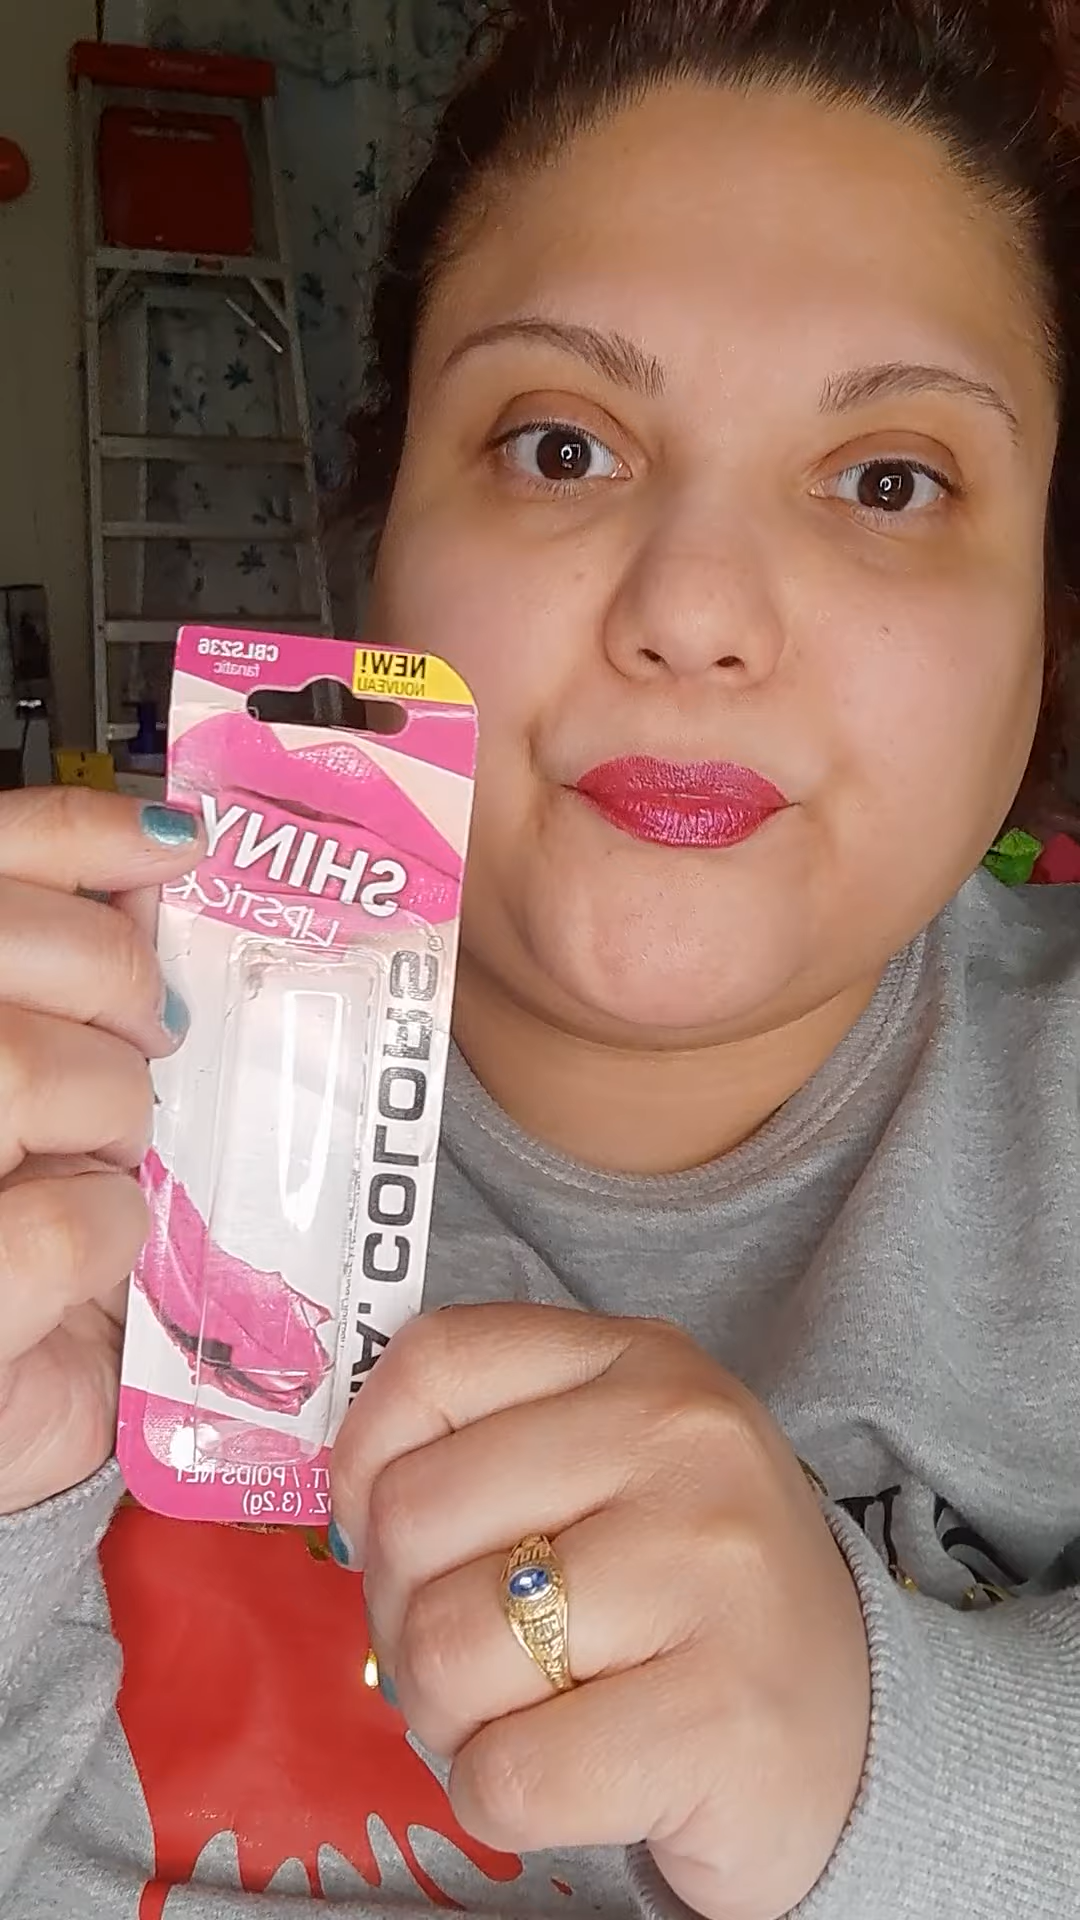 CBLS236
fanatic
NEW!
NOUVEAU
SHINY
LIPSTICK
.A. COLORS®
T. / POIDS NET
OZ. (3.2g)